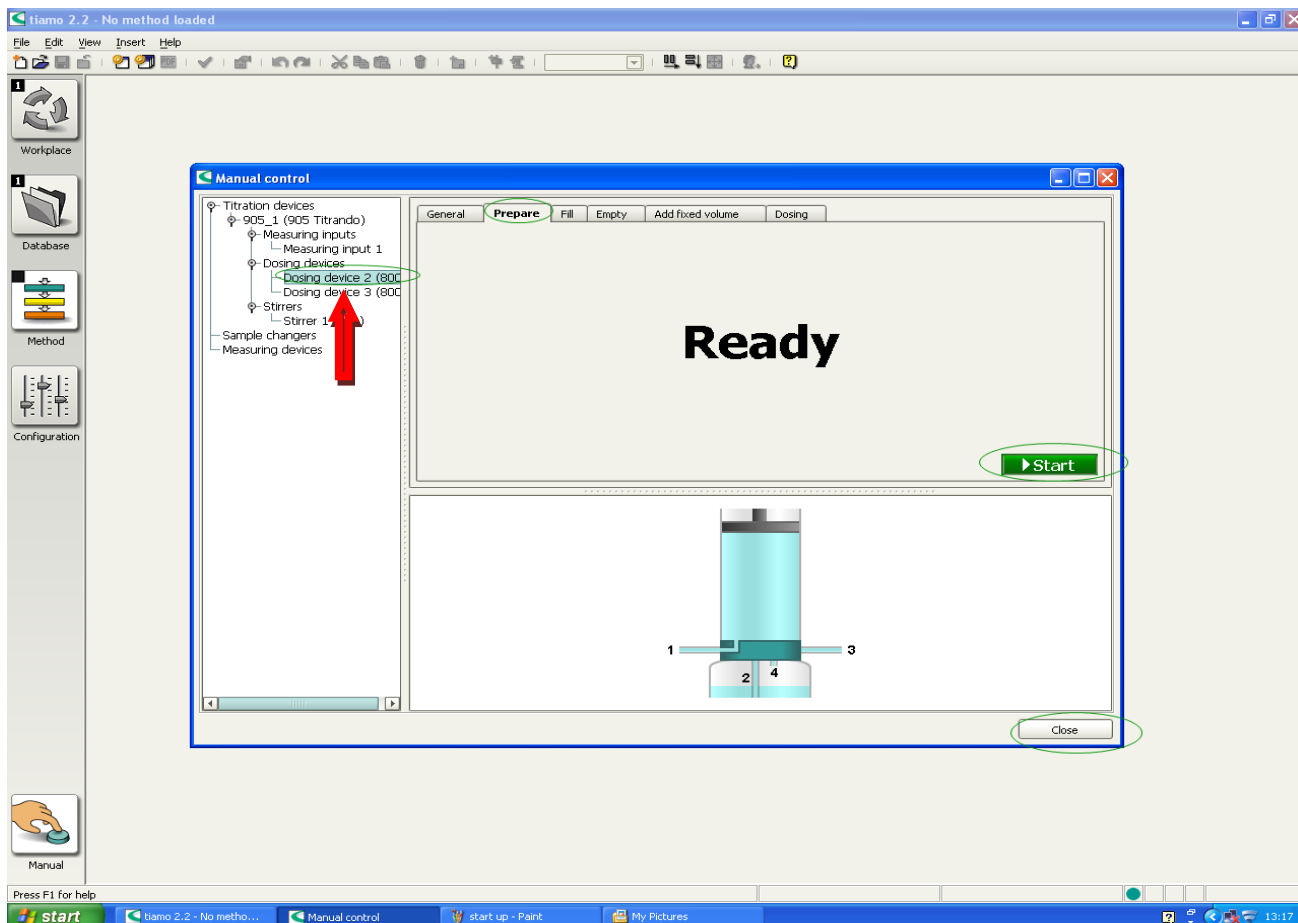 tiamo 2.2 - No method loaded
File Edit View Insert Help
PDF
1
Workplace
1
Database
Method
Configuration
Manual
Manual control
Titration devices
905_1 (905 Titrando)
Measuring inputs
Measuring input 1
Dosing devices
Dosing device 2 (800
Dosing device 3 (800
Stirrers
Stirrer 1
Sample changers
Measuring devices
General Prepare Fill Empty Add fixed volume Dosing
Ready
Start
1 3
2 4
Close
Press F1 for help
start tiamo 2.2 - No metho... Manual control start up - Paint My Pictures 13:17